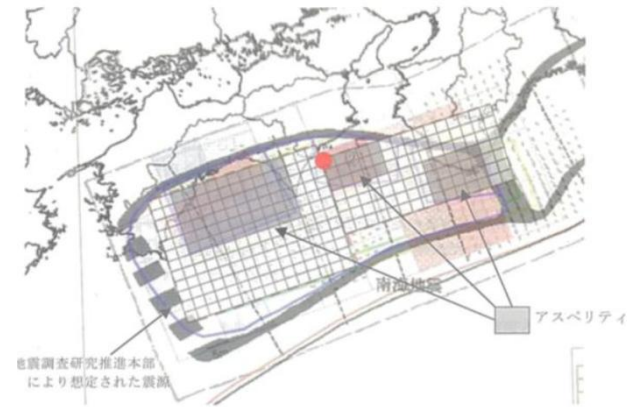 南海地震
アスペリティ
地震調査研究推進本部
により想定された震源